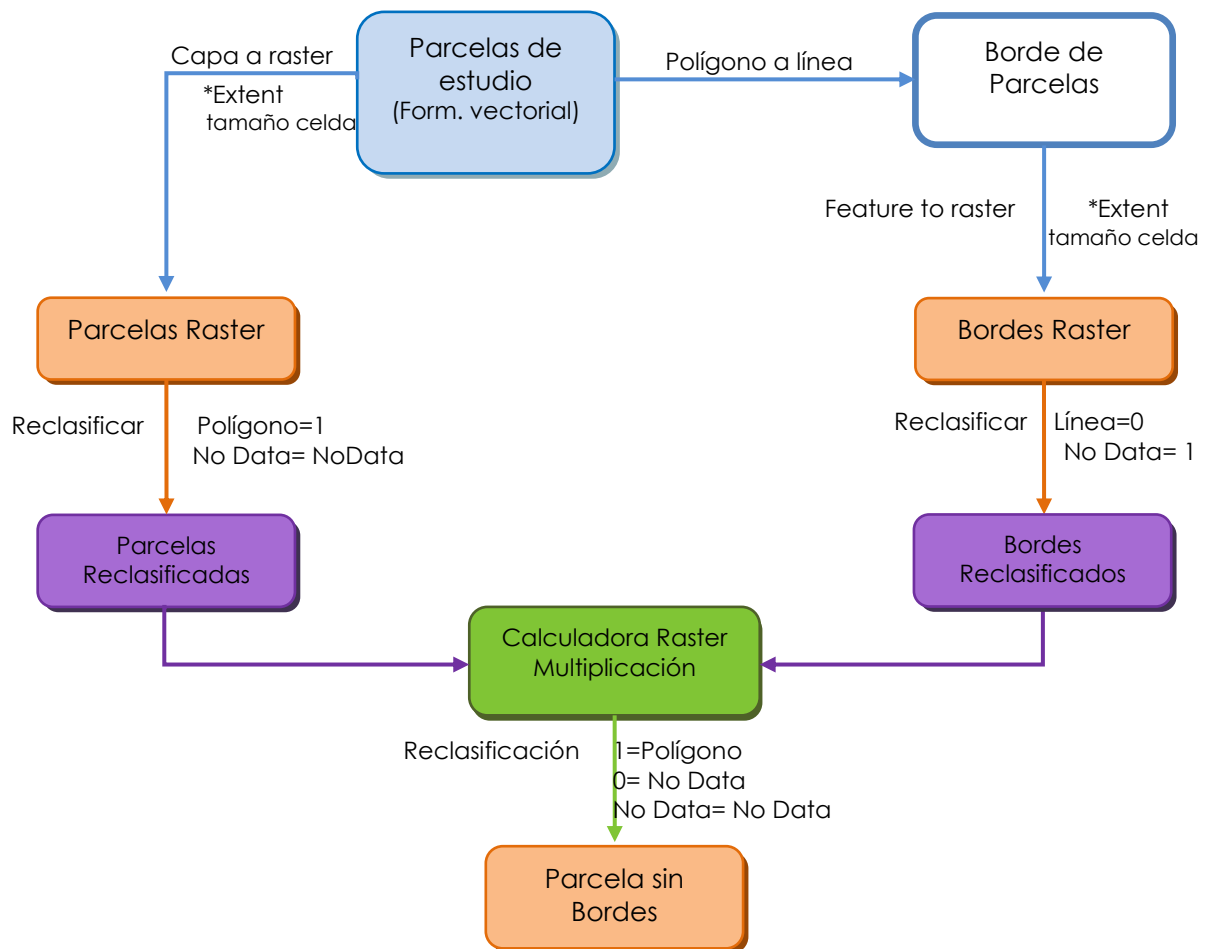 Parcelas de
estudio
(Form. vectorial)
Capa a raster
*Extent
tamaño celda
Polígono a línea
Borde de
Parcelas
Feature to raster
*Extent
tamaño celda
Parcelas Raster
Bordes Raster
Reclasificar
Polígono=1
No Data= NoData
Reclasificar
Línea=0
No Data= 1
Parcelas
Reclasificadas
Bordes
Reclasificados
Calculadora Raster
Multiplicación
Reclasificación
1=Polígono
0= No Data
No Data= No Data
Parcela sin
Bordes